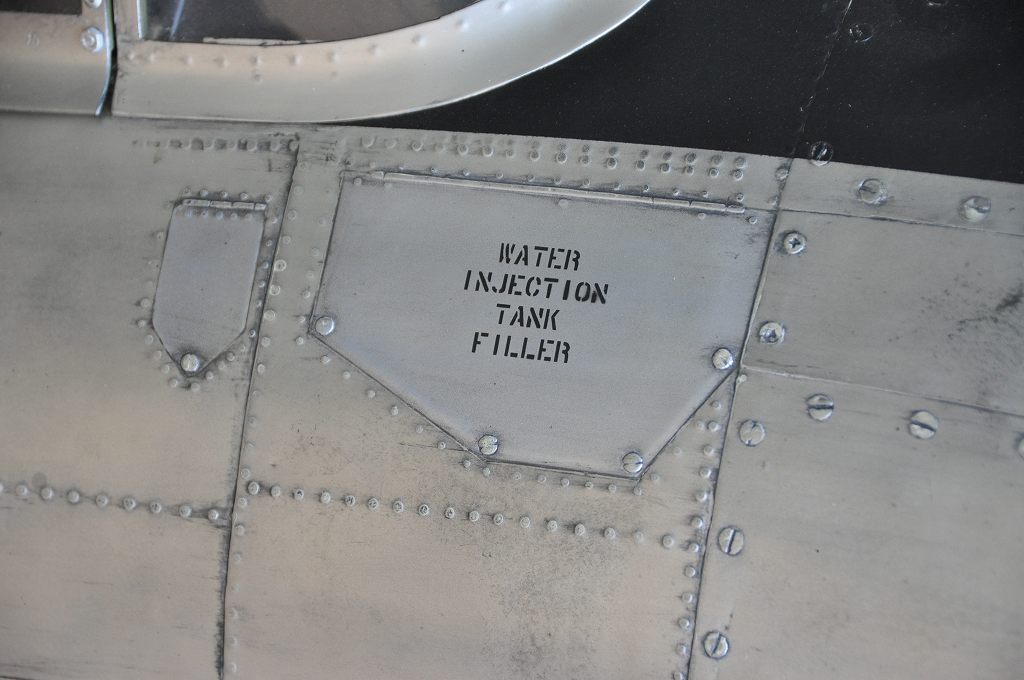 WATER
INJECTION
TANK
FILLER